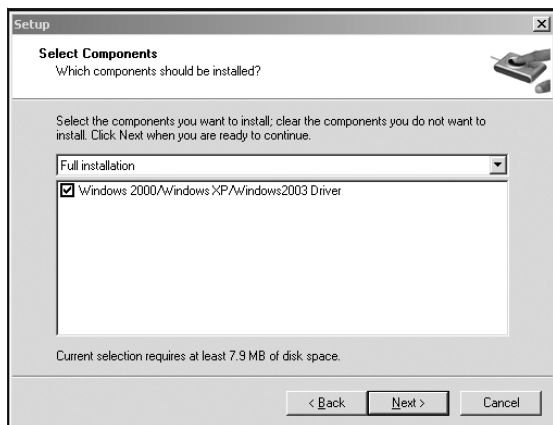 Setup
Select Components
Which components should be installed?
Select the components you want to install; clear the components you do not want to
install. Click Next when you are ready to continue.
Full installation
Windows 2000/Windows XP/Windows2003 Driver
Current selection requires at least 7.9 MB of disk space.
< Back Next > Cancel